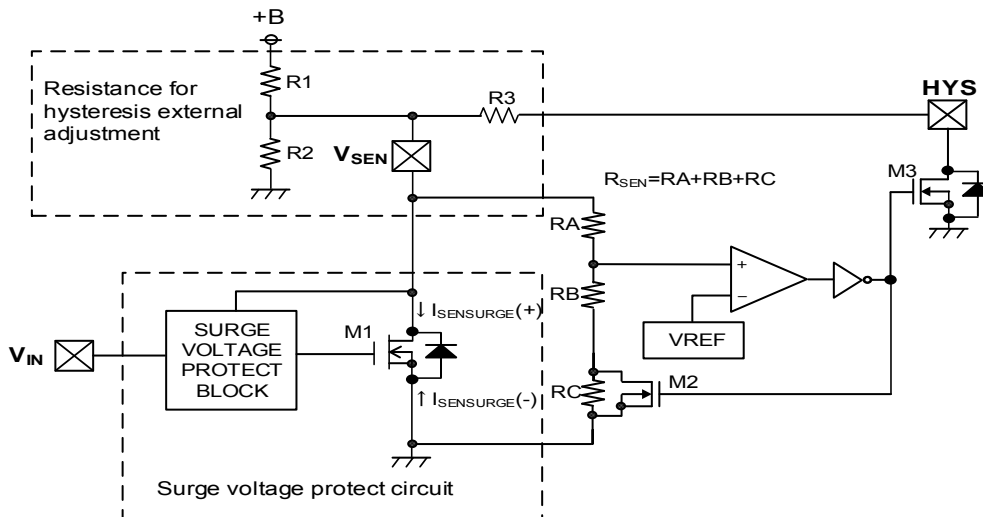 +B
Resistance for
hysteresis external
adjustment
R1
R2
R3
HYS
VSEN
RSEN=RA+RB+RC
M3
RA
RB
+
−
VREF
VIN
SURGE
VOLTAGE
PROTECT
BLOCK
M1
↓ ISENSURGE(+)
↑ ISENSURGE(-)
RC
M2
Surge voltage protect circuit